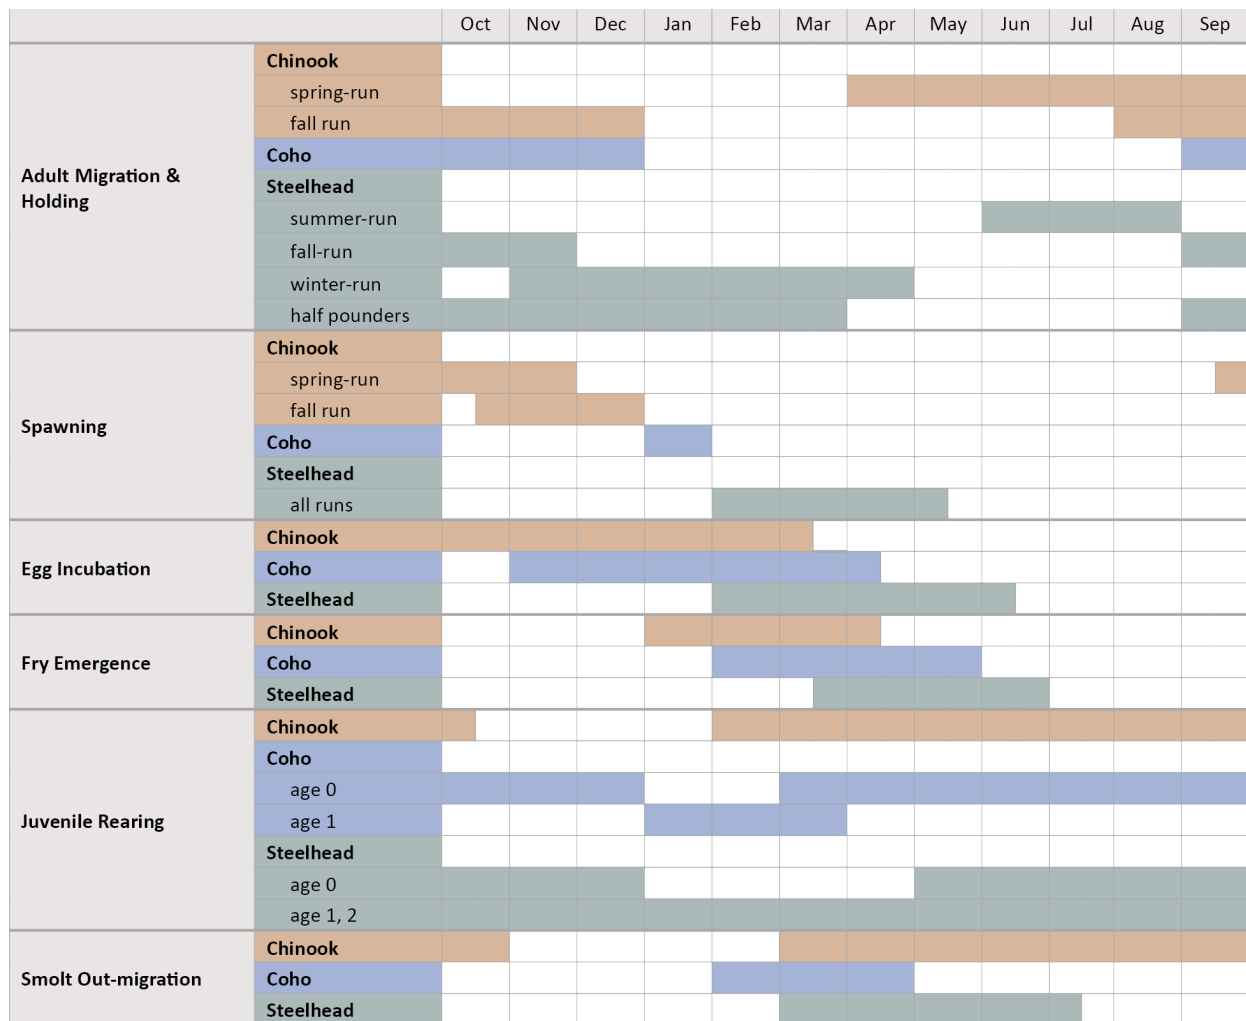 Oct Nov Dec Jan Feb Mar Apr May Jun Jul Aug Sep
Adult Migration &
Holding
Chinook
spring-run
fall run
Coho
Steelhead
summer-run
fall-run
winter-run
half pounders
Spawning
Chinook
spring-run
fall run
Coho
Steelhead
all runs
Egg Incubation
Chinook
Coho
Steelhead
Fry Emergence
Chinook
Coho
Steelhead
Juvenile Rearing
Chinook
Coho
age 0
age 1
Steelhead
age 0
age 1, 2
Smolt Out-migration
Chinook
Coho
Steelhead